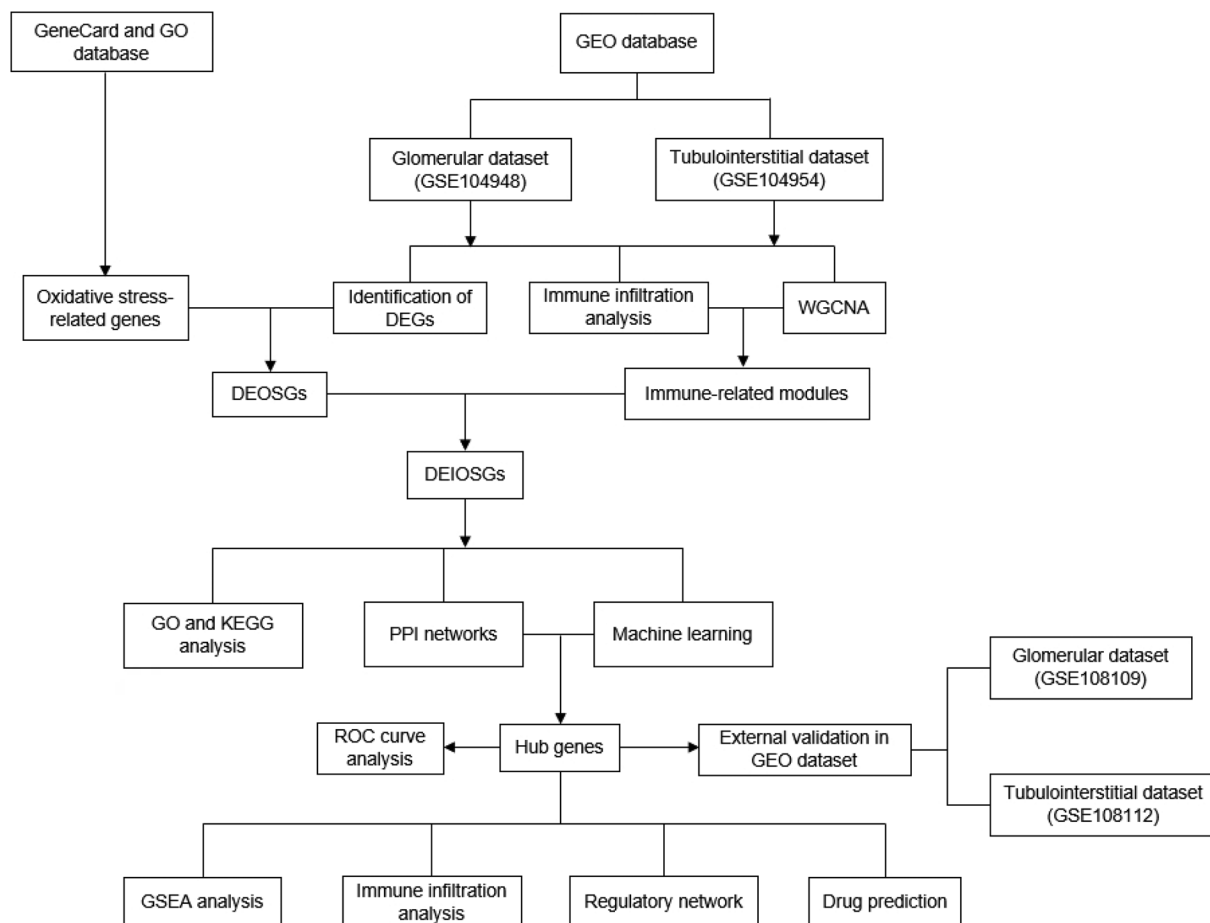 GeneCard and GO
database
GEO database
Glomerular dataset
(GSE104948)
Tubulointerstitial dataset
(GSE104954)
Oxidative stress-
related genes
Identification of
DEGs
Immune infiltration
analysis
WGCNA
DEOSGs
Immune-related modules
DEIOSGs
GO and KEGG
analysis
PPI networks
Machine learning
Glomerular dataset
(GSE108109)
ROC curve
analysis
Hub genes
External validation in
GEO dataset
Tubulointerstitial dataset
(GSE108112)
GSEA analysis
Immune infiltration
analysis
Regulatory network
Drug prediction